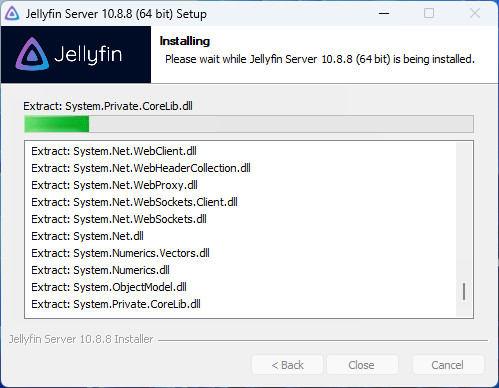 Jellyfin Server 10.8.8 (64 bit) Setup
Jellyfin
Installing
Please wait while Jellyfin Server 10.8.8 (64 bit) is being installed.
Extract: System.Private.CoreLib.dll
Extract: System.Net.WebClient.dll
Extract: System.Net.WebHeaderCollection.dll
Extract: System.Net.WebProxy.dll
Extract: System.Net.WebSockets.Client.dll
Extract: System.Net.WebSockets.dll
Extract: System.Net.dll
Extract: System.Numerics.Vectors.dll
Extract: System.Numerics.dll
Extract: System.ObjectModel.dll
Extract: System.Private.CoreLib.dll
Jellyfin Server 10.8.8 Installer
< Back Close Cancel